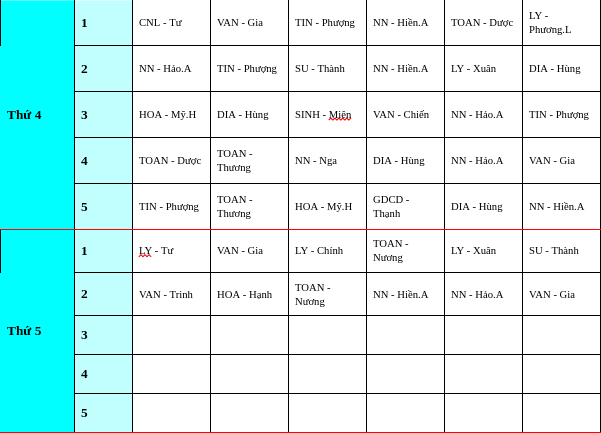 Thứ 4
1 CNL - Tư VAN - Gia TIN - Phượng NN - Hiền.A TOAN - Dược LY - Phương.L
2 NN - Hảo.A TIN - Phượng SU - Thành NN - Hiền.A LY - Xuân DIA - Hùng
3 HOA - Mỹ.H DIA - Hùng SINH - Miên VAN - Chiến NN - Hảo.A TIN - Phượng
4 TOAN - Dược TOAN - Thương NN - Nga DIA - Hùng NN - Hảo.A VAN - Gia
5 TIN - Phượng TOAN - Thương HOA - Mỹ.H GDCD - Thạnh DIA - Hùng NN - Hiền.A
Thứ 5
1 LY - Tư VAN - Gia LY - Chính TOAN - Nương LY - Xuân SU - Thành
2 VAN - Trinh HOA - Hạnh TOAN - Nương NN - Hiền.A NN - Hảo.A VAN - Gia
3
4
5